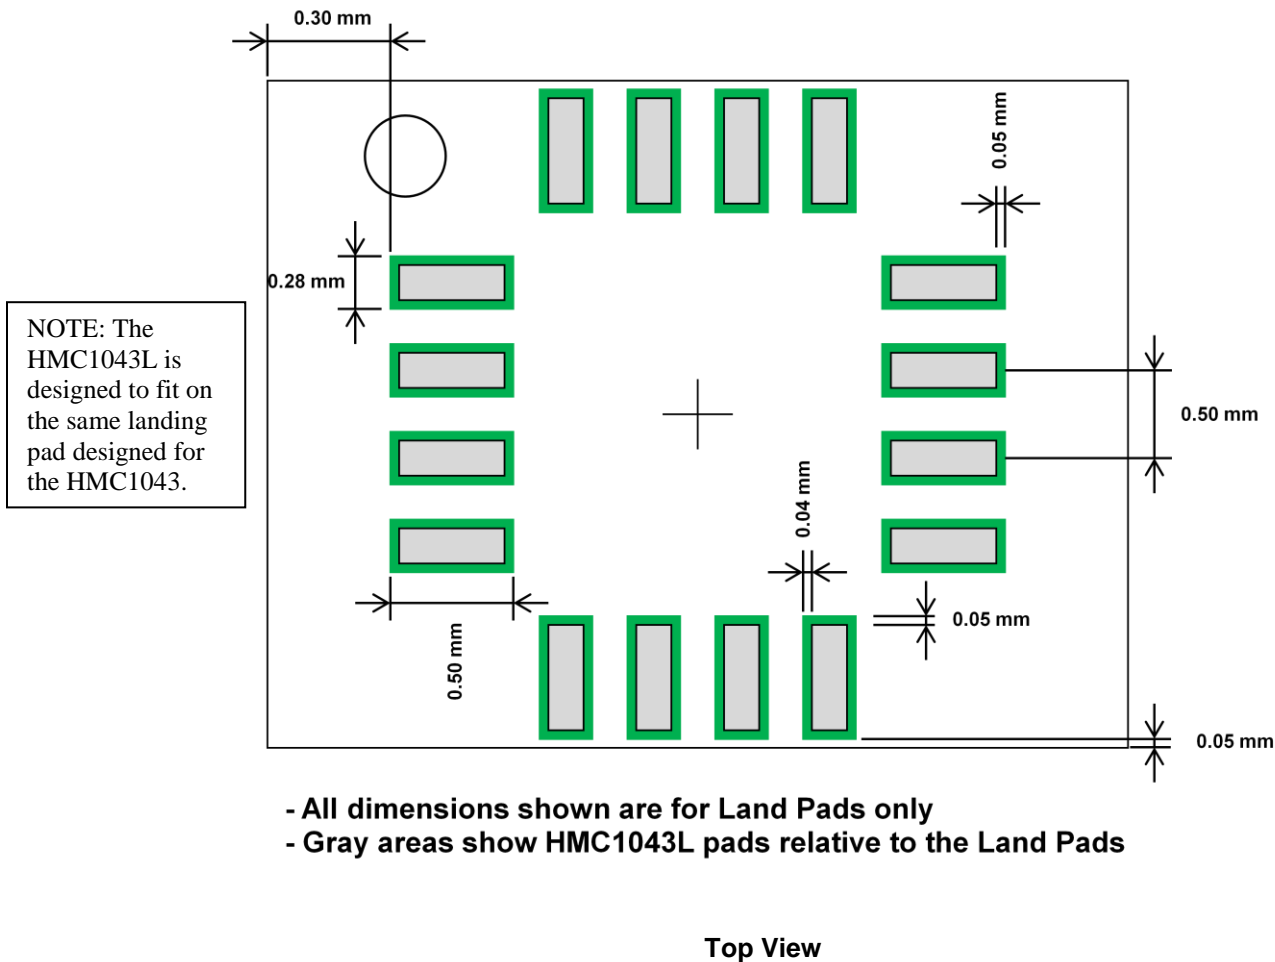 0.30 mm
0.05 mm
0.28 mm
NOTE: The
HMC1043L is
designed to fit on
the same landing
pad designed for
the HMC1043.
0.50 mm
0.04 mm
0.05 mm
0.50 mm
0.05 mm
- All dimensions shown are for Land Pads only
- Gray areas show HMC1043L pads relative to the Land Pads
Top View